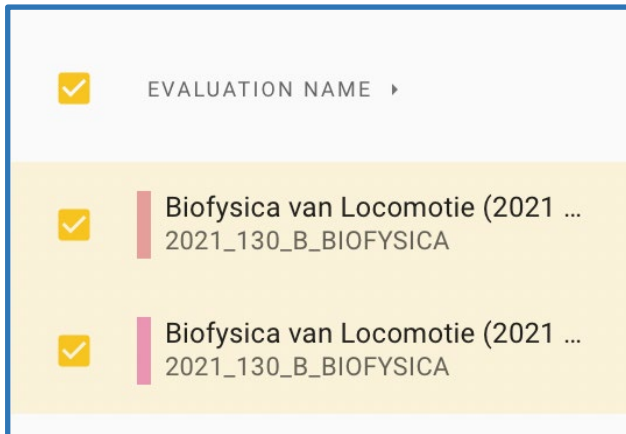 EVALUATION NAME
Biofysica van Locomotie (2021 ...
2021_130_B_BIOFYSICA
Biofysica van Locomotie (2021 ...
2021_130_B_BIOFYSICA